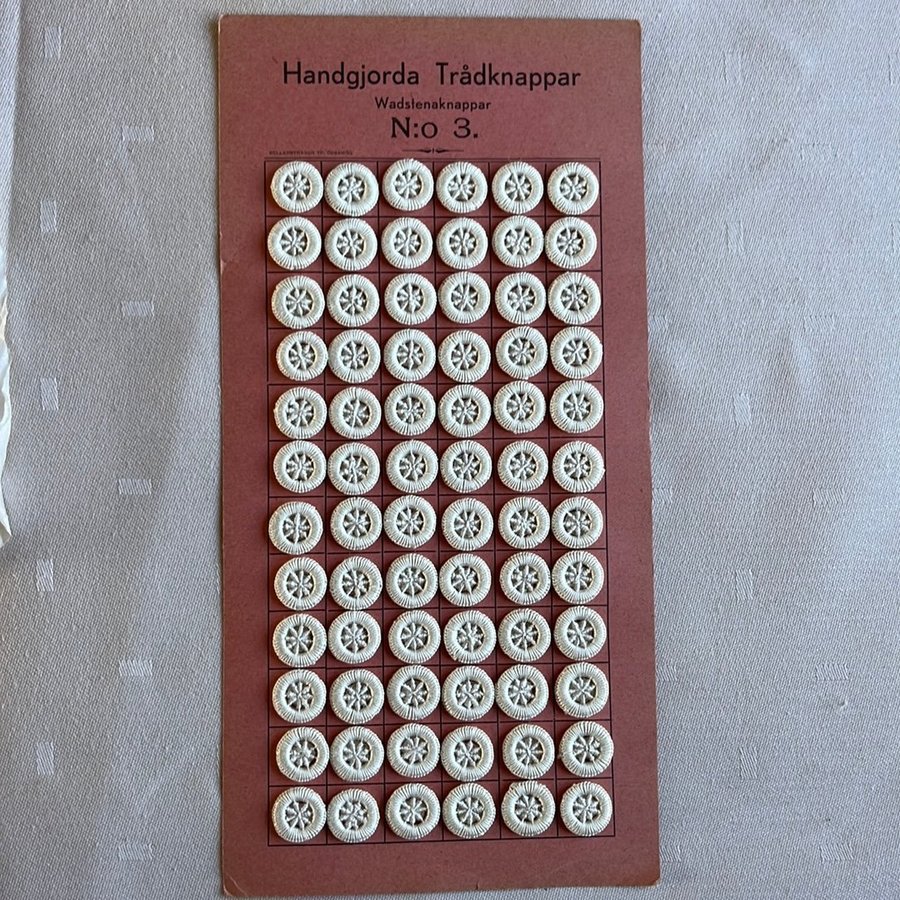 Handgjorda Trådknappar
Wadstenaknappar
N:o 3.